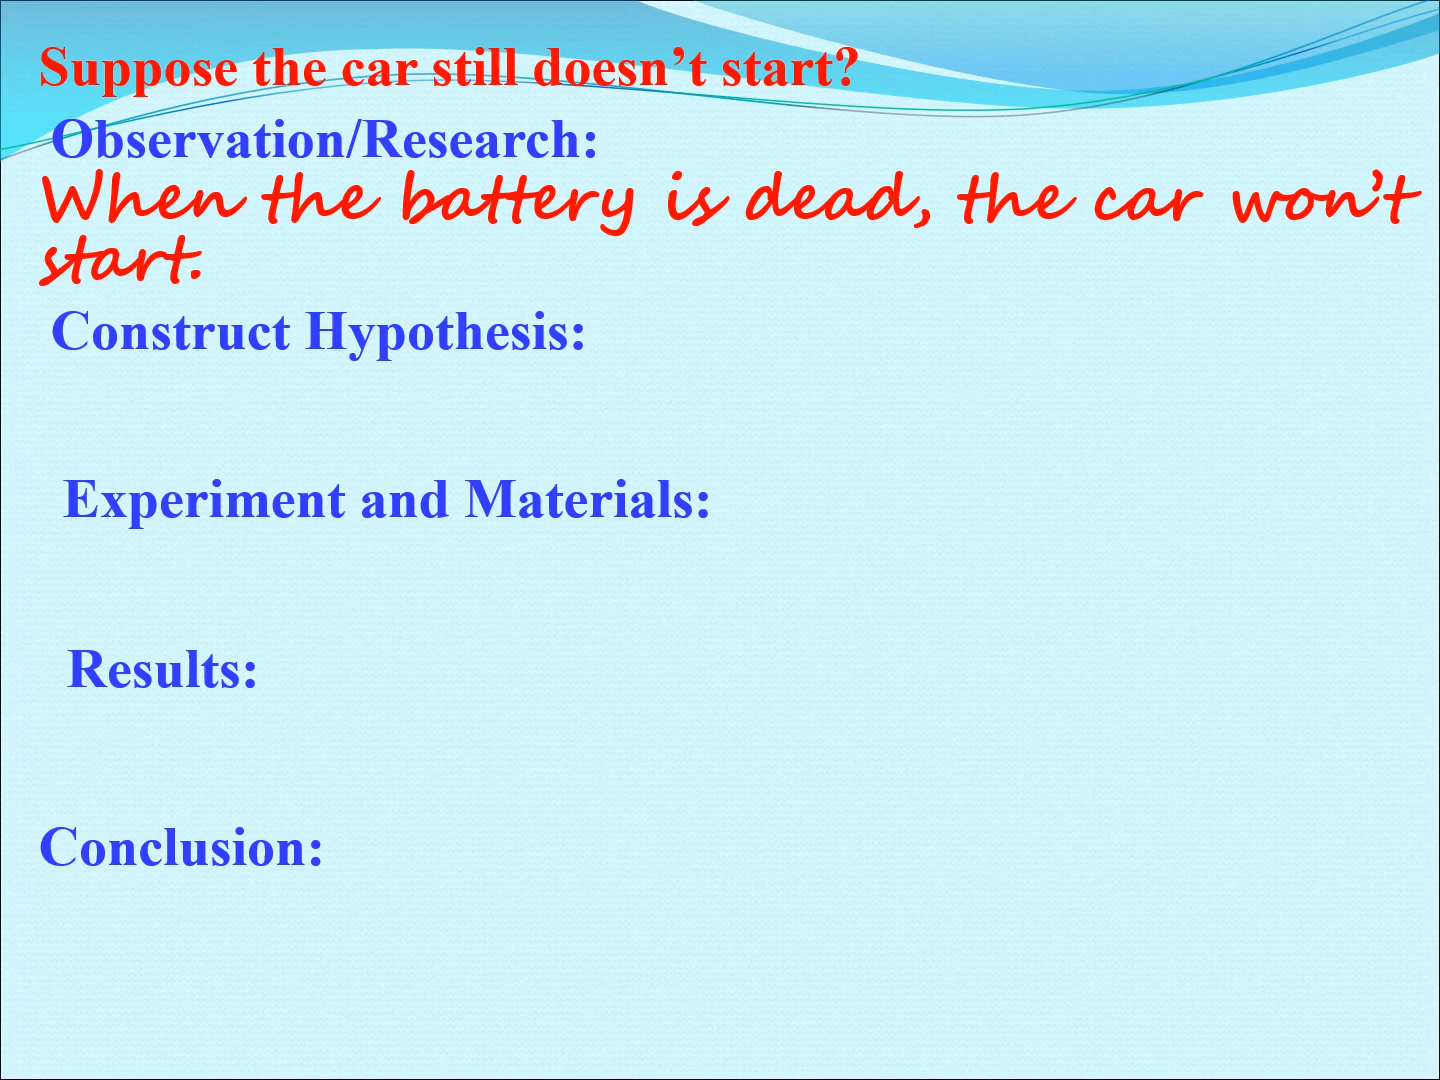 Suppose the car still doesn’t start?
Observation/Research:
When the battery is dead, the car won’t
start.
Construct Hypothesis:
Experiment and Materials:
Results:
Conclusion: